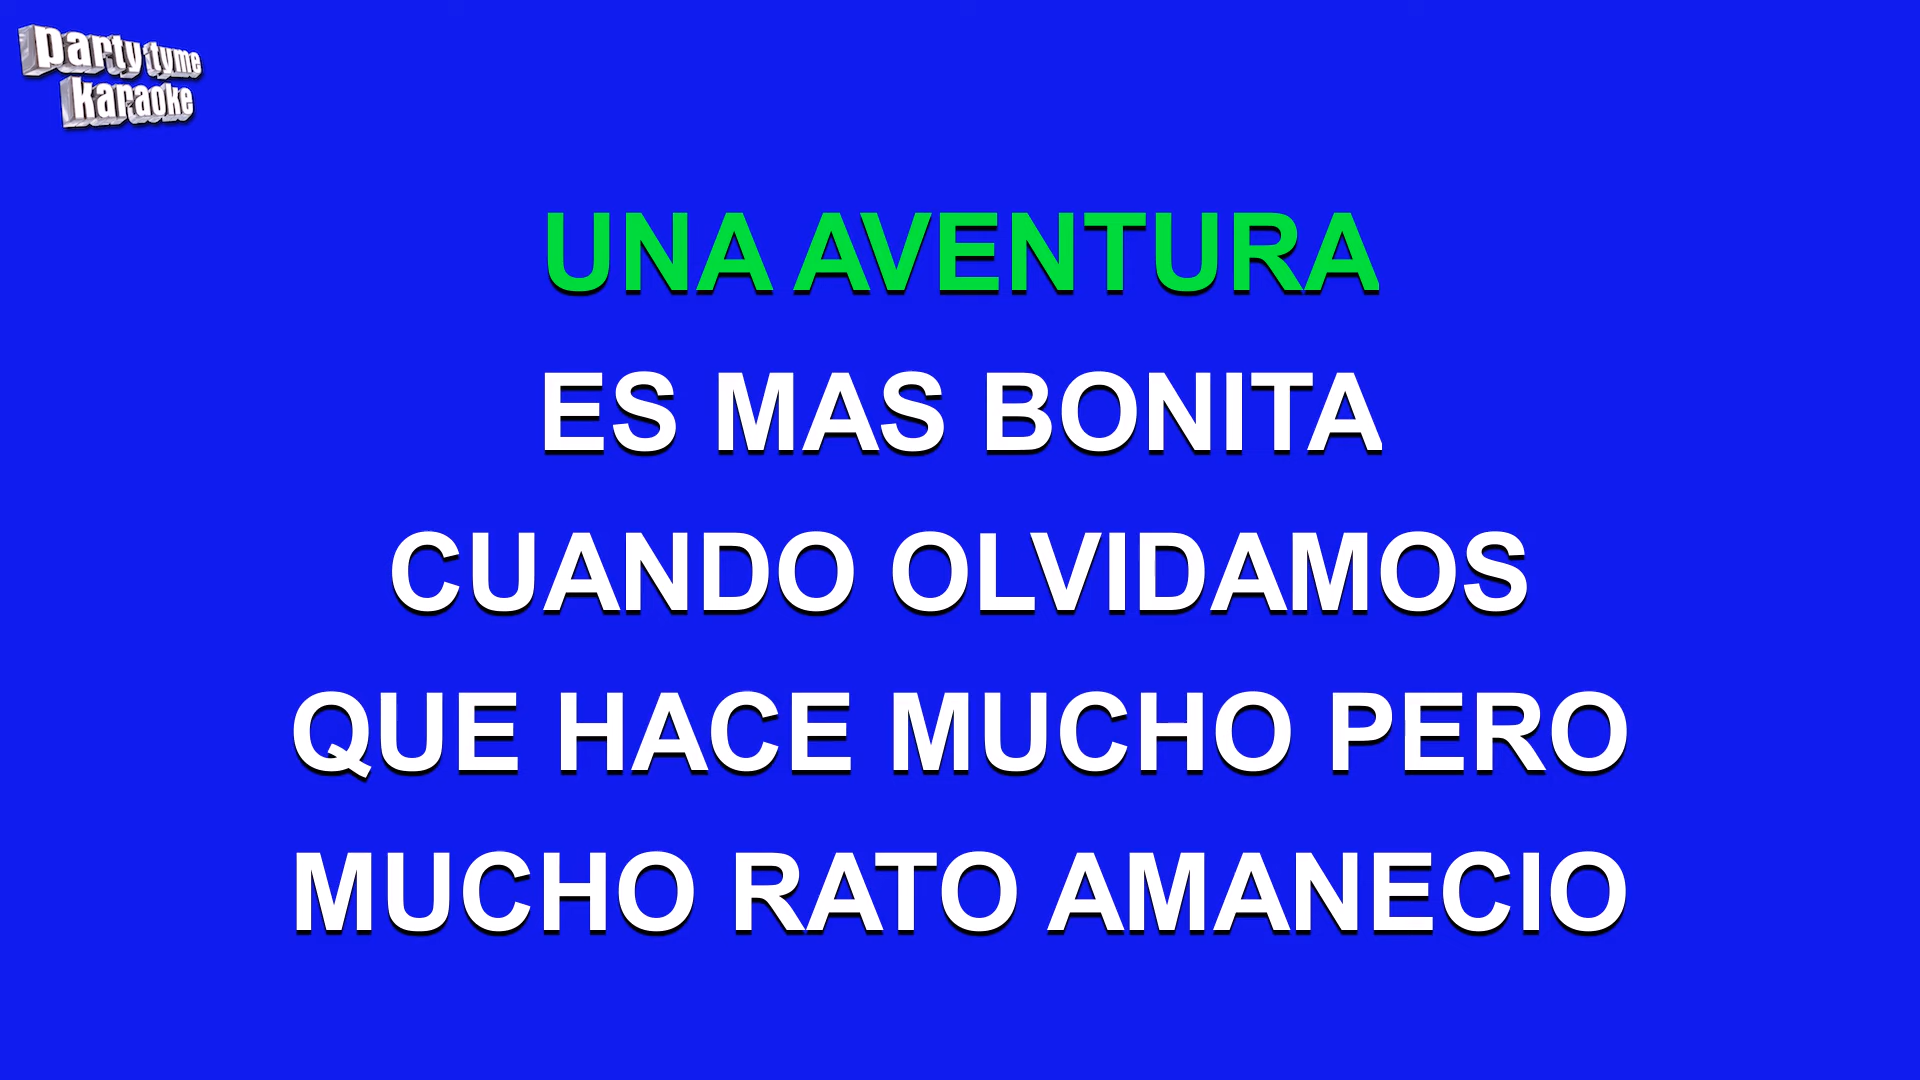 party tyme
karaoke
UNA AVENTURA
ES MAS BONITA
CUANDO OLVIDAMOS
QUE HACE MUCHO PERO
MUCHO RATO AMANECIO